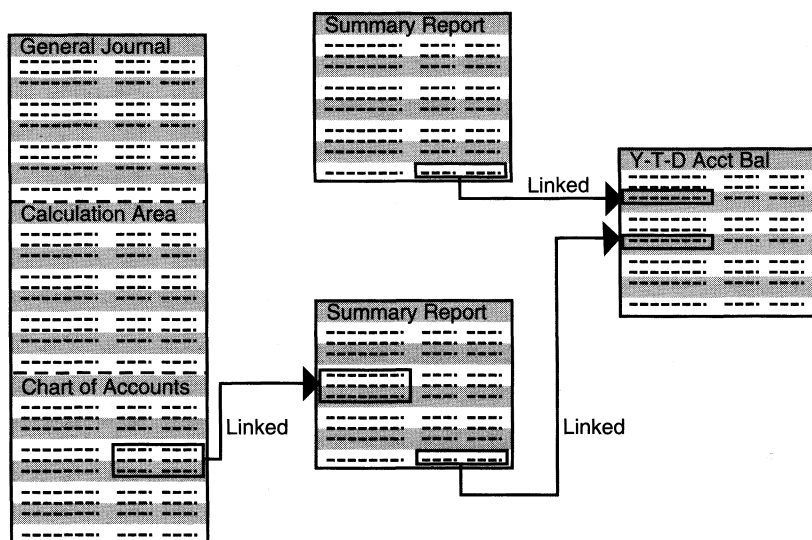 General Journal
Calculation Area
Chart of Accounts
Linked
Summary Report
Summary Report
Linked
Linked
Y-T-D Acct Bal